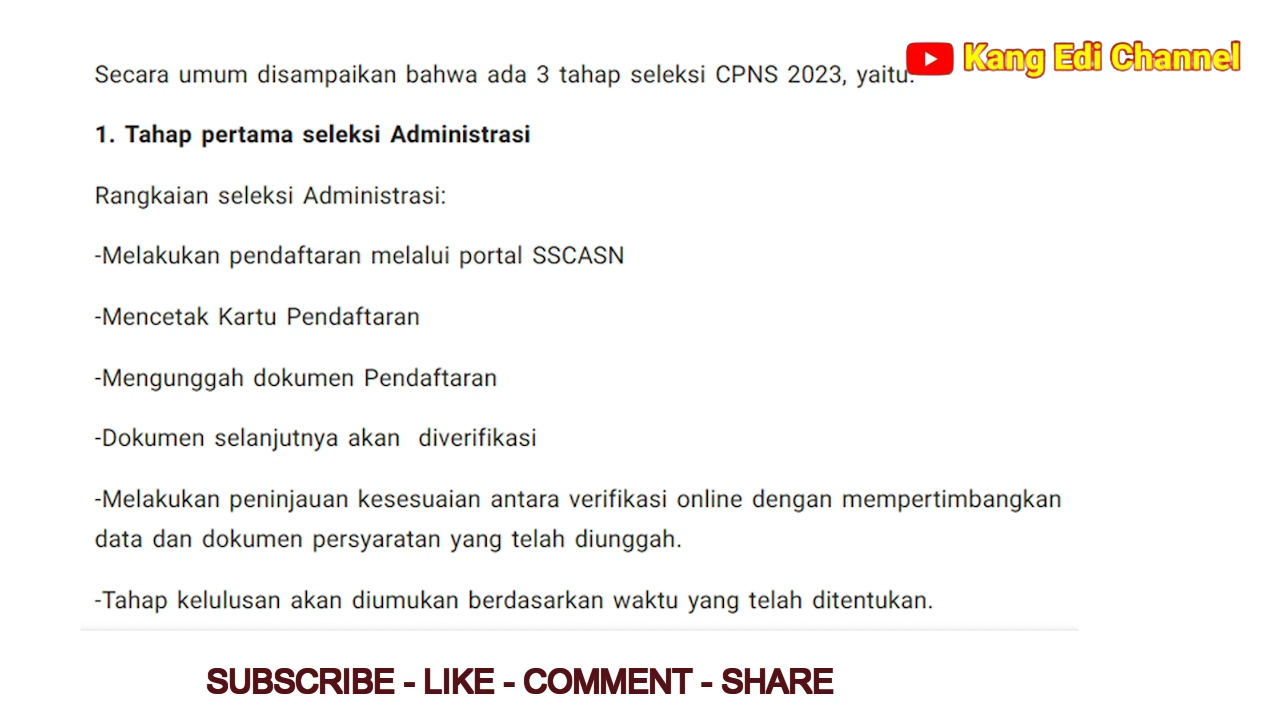 Secara umum disampaikan bahwa ada 3 tahap seleksi CPNS 2023, yaitu:
Kang Edi Channel
1. Tahap pertama seleksi Administrasi
Rangkaian seleksi Administrasi:
-Melakukan pendaftaran melalui portal SSCASN
-Mencetak Kartu Pendaftaran
-Mengunggah dokumen Pendaftaran
-Dokumen selanjutnya akan diverifikasi
-Melakukan peninjauan kesesuaian antara verifikasi online dengan mempertimbangkan
data dan dokumen persyaratan yang telah diunggah.
-Tahap kelulusan akan diumukan berdasarkan waktu yang telah ditentukan.
SUBSCRIBE - LIKE - COMMENT - SHARE